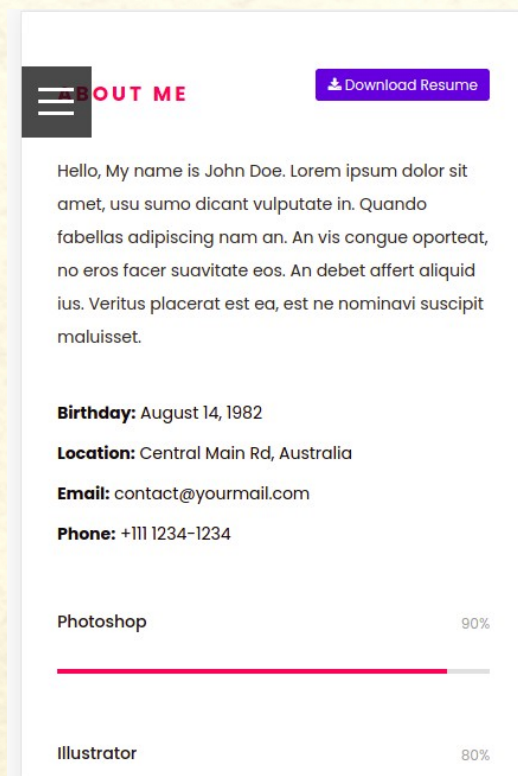 ABOUT ME
Download Resume
Hello, My name is John Doe. Lorem ipsum dolor sit
amet, usu sumo dicant vulputate in. Quando
fabellas adipiscing nam an. An vis congue oporteat,
no eros facer suavitate eos. An debet affert aliquid
ius. Veritus placerat est ea, est ne nominavi suscipit
maluisset.
Birthday: August 14, 1982
Location: Central Main Rd, Australia
Email: contact@yourmail.com
Phone: +111 1234-1234
Photoshop 90%
Illustrator 80%